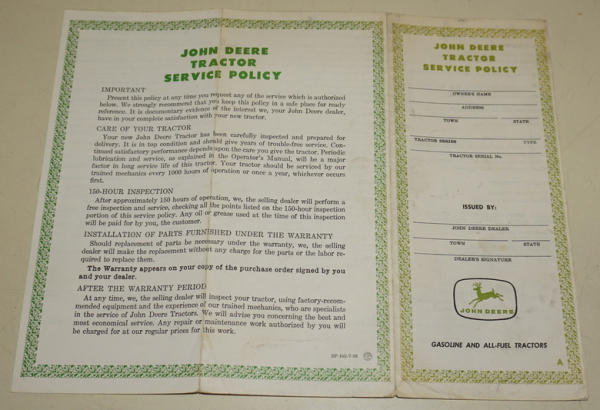 JOHN DEERE
TRACTOR
SERVICE POLICY
IMPORTANT
Present this policy at any time you request any of the service which is authorized
below. We strongly recommend that you keep this policy in a safe place for ready
reference. It is documentary evidence of the interest we, your John Deere dealer,
have in your complete satisfaction with your new tractor.
CARE OF YOUR TRACTOR
Your new John Deere Tractor has been carefully inspected and prepared for
delivery. It is in top condition and should give years of trouble-free service. Con-
tinued satisfactory performance depends upon the care you give the tractor. Periodic
lubrication and service, as explained in the Operator's Manual, will be a major
factor in long service life of this tractor. Your tractor should be serviced by our
trained mechanics every 1000 hours of operation or once a year, whichever occurs
first.
150-HOUR INSPECTION
After approximately 150 hours of operation, we, the selling dealer will perform a
free inspection and service, checking all the points listed on the 150-hour inspection
portion of this service policy. Any oil or grease used at the time of this inspection
will be paid for by you, the customer.
INSTALLATION OF PARTS FURNISHED UNDER THE WARRANTY
Should replacement of parts be necessary under the warranty, we, the selling
dealer will make the replacement without any charge for the parts or the labor re-
quired to replace them.
The Warranty appears on your copy of the purchase order signed by you
and your dealer.
AFTER THE WARRANTY PERIOD
At any time, we, the selling dealer will inspect your tractor, using factory-recom-
mended equipment and the experience of our trained mechanics, who are specialists
in the service of John Deere Tractors. We will advise you concerning the best and
most economical service. Any repair or maintenance work authorized by you will
be charged for at our regular prices for this work.
JOHN DEERE
TRACTOR
SERVICE POLICY
OWNER'S NAME
ADDRESS
TOWN STATE
TRACTOR SERIES TYPE
TRACTOR SERIAL No.
ISSUED BY:
JOHN DEERE DEALER
TOWN STATE
DEALER'S SIGNATURE
JOHN DEERE
GASOLINE AND ALL-FUEL TRACTORS
A